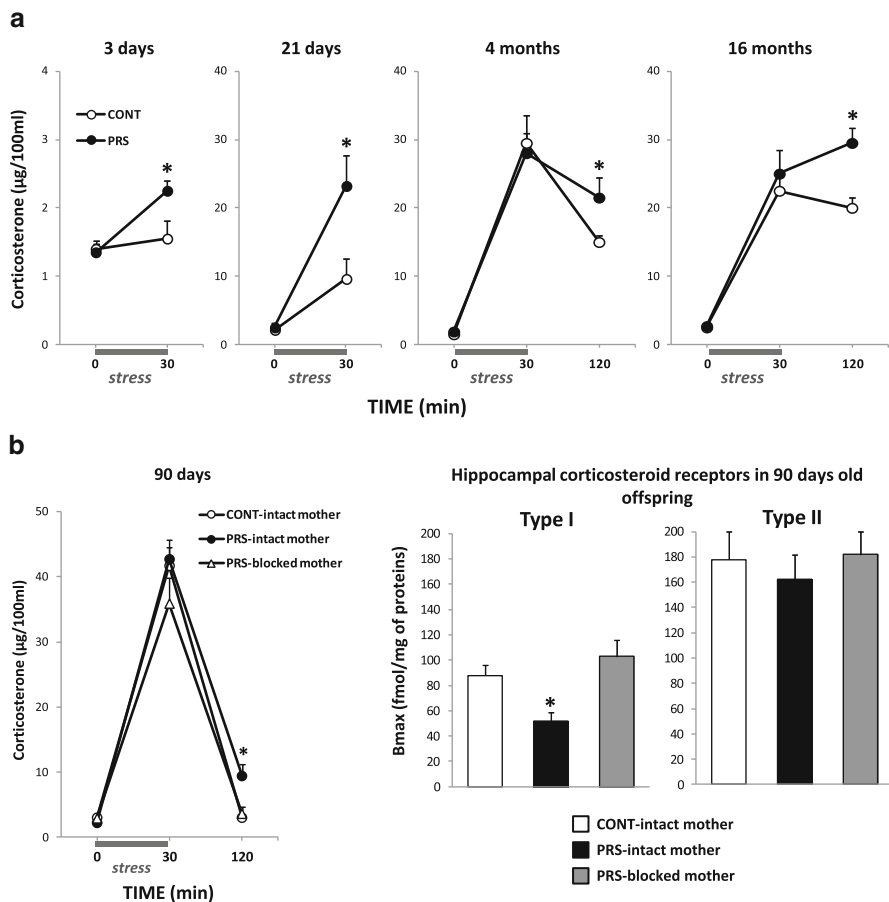 a
3 days
21 days
4 months
16 months
Corticosterone (µg/100ml)
4
3
2
1
0
CONT
PRS
*
0
30
stress
40
30
20
10
0
*
0
30
stress
40
30
20
10
0
*
0
30
120
stress
40
30
20
10
0
*
0
30
120
stress
TIME (min)
b
90 days
Corticosterone (µg/100ml)
50
40
30
20
10
0
CONT-intact mother
PRS-intact mother
PRS-blocked mother
*
0
30
120
stress
TIME (min)
Hippocampal corticosteroid receptors in 90 days old
offspring
Type I
Type II
Bmax (fmol/mg of proteins)
200
180
160
140
120
100
80
60
40
20
0
*
200
180
160
140
120
100
80
60
40
20
0
CONT-intact mother
PRS-intact mother
PRS-blocked mother